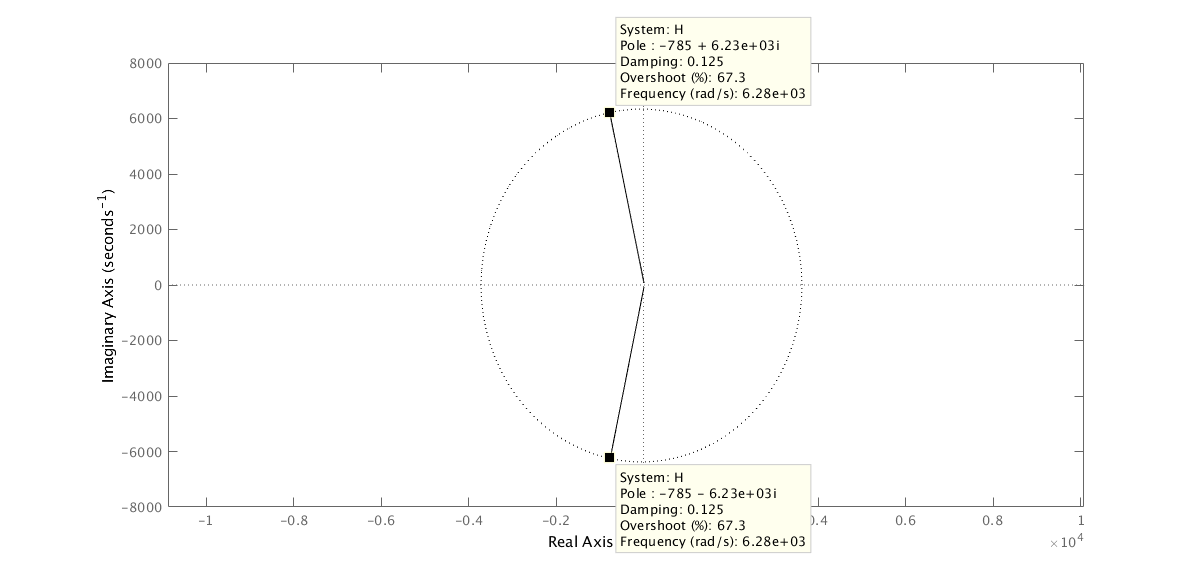 System: H
Pole : -785 + 6.23e+03i
Damping: 0.125
Overshoot (%): 67.3
Frequency (rad/s): 6.28e+03
8000
6000
4000
2000
0
-2000
-4000
-6000
-8000
Imaginary Axis (seconds⁻¹)
System: H
Pole : -785 - 6.23e+03i
Damping: 0.125
Overshoot (%): 67.3
Frequency (rad/s): 6.28e+03
-1 -0.8 -0.6 -0.4 -0.2 0.4 0.6 0.8 1
×10⁴
Real Axis